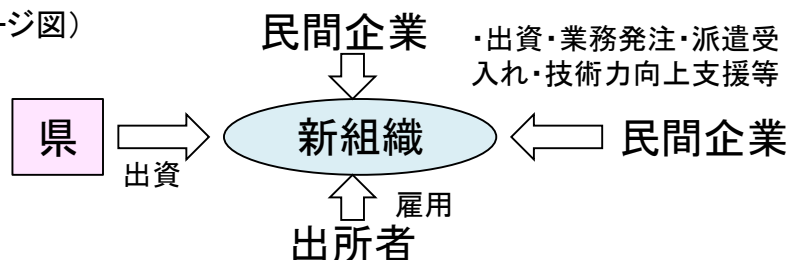 ージ図)
民間企業
・出資・業務発注・派遣受
入れ・技術力向上支援等
県
新組織
民間企業
出資
雇用
出所者